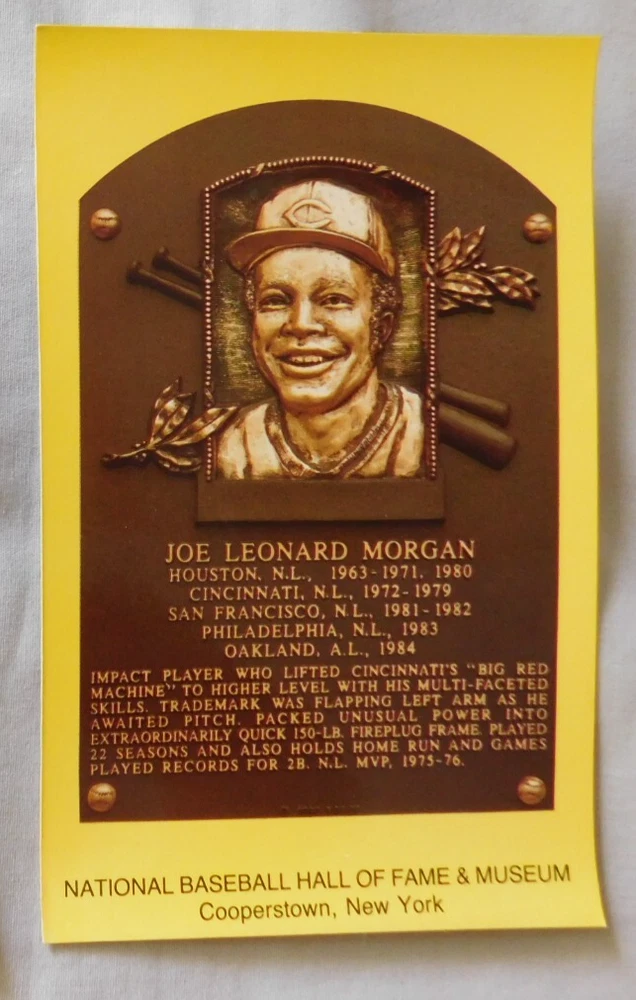 JOE LEONARD MORGAN
HOUSTON, N.L., 1963-1971, 1980
CINCINNATI, N.L., 1972-1979
SAN FRANCISCO, N.L., 1981-1982
PHILADELPHIA, N.L., 1983
OAKLAND, A.L., 1984
IMPACT PLAYER WHO LIFTED CINCINNATI'S "BIG RED
MACHINE" TO HIGHER LEVEL WITH HIS MULTI-FACETED
SKILLS. TRADEMARK WAS FLAPPING LEFT ARM AS HE
AWAITED PITCH. PACKED UNUSUAL POWER INTO
EXTRAORDINARILY QUICK 150-LB. FIREPLUG FRAME. PLAYED
22 SEASONS AND ALSO HOLDS HOME RUN AND GAMES
PLAYED RECORDS FOR 2B. N.L. MVP, 1975-76.
NATIONAL BASEBALL HALL OF FAME & MUSEUM
Cooperstown, New York